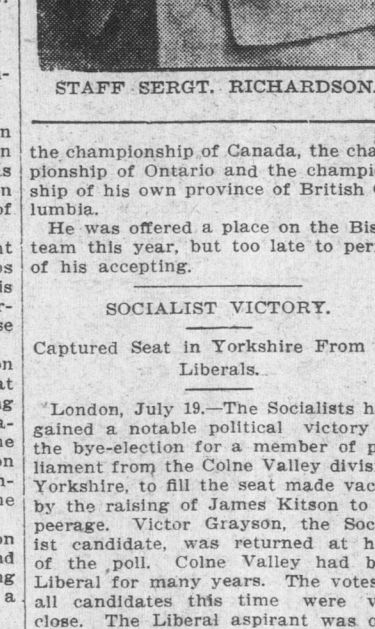 STAFF SERGT. RICHARDSON.
the championship of Canada, the cha
pionship of Ontario and the champi
ship of his own province of British
lumbia.
He was offered a place on the Bis
team this year, but too late to per
of his accepting.
SOCIALIST VICTORY.
Captured Seat in Yorkshire From
Liberals.
London, July 19.—The Socialists h
gained a notable political victory
the bye-election for a member of p
liament from the Colne Valley divisi
Yorkshire, to fill the seat made vac
by the raising of James Kitson to
peerage. Victor Grayson, the Soc
ist candidate, was returned at h
of the poll. Colne Valley had b
Liberal for many years. The votes
all candidates this time were v
close. The Liberal aspirant was o